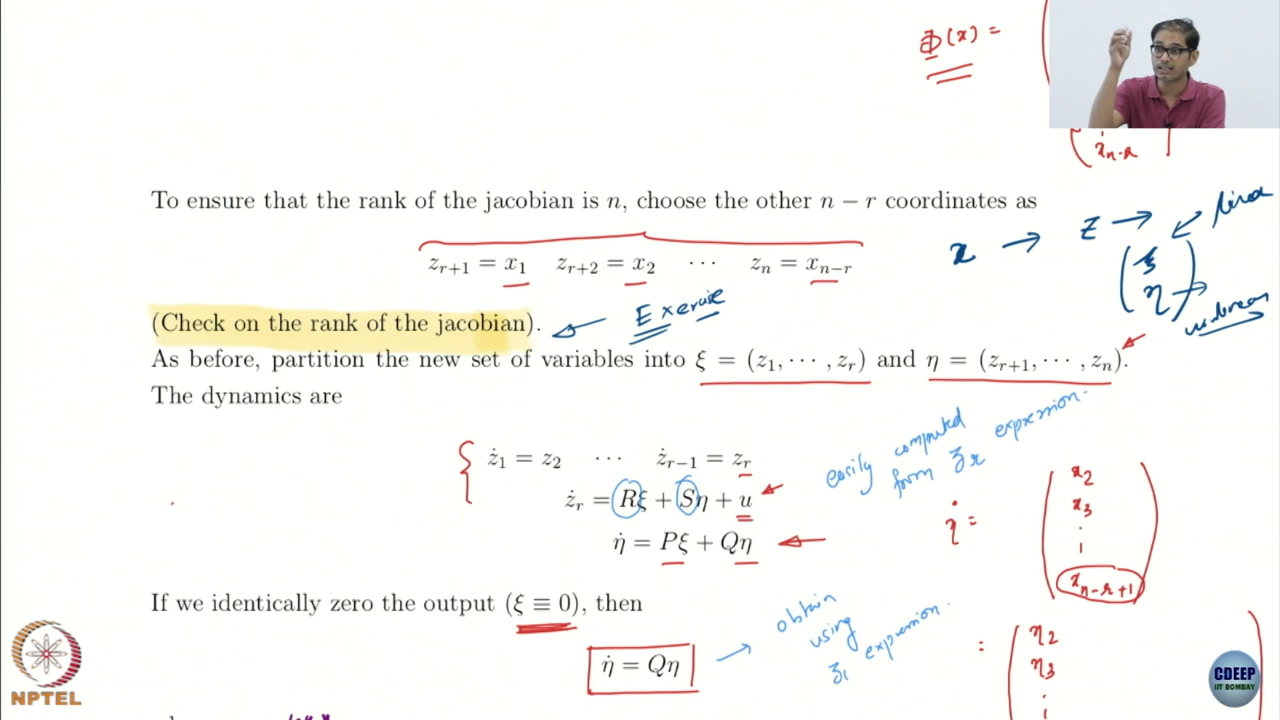 Φ(x) =
x_{n-r}
To ensure that the rank of the jacobian is n, choose the other n − r coordinates as
z_{r+1} = x_1 z_{r+2} = x_2 ⋯ z_n = x_{n−r}
x → z →
(ξ
η)
(Check on the rank of the jacobian).
Exercise
As before, partition the new set of variables into ξ = (z_1, ⋯ , z_r) and η = (z_{r+1}, ⋯ , z_n).
The dynamics are
ż_1 = z_2 ⋯ ż_{r−1} = z_r
ż_r = Rξ + Sη + u
η̇ = Pξ + Qη
easily computed
from z_r expression.
η̇ =
x_2
x_3
x_{n-r+1}
If we identically zero the output (ξ ≡ 0), then
η̇ = Qη
→ obtain
using
z_1 expression.
=
η_2
η_3
NPTEL
CDEEP
IIT BOMBAY